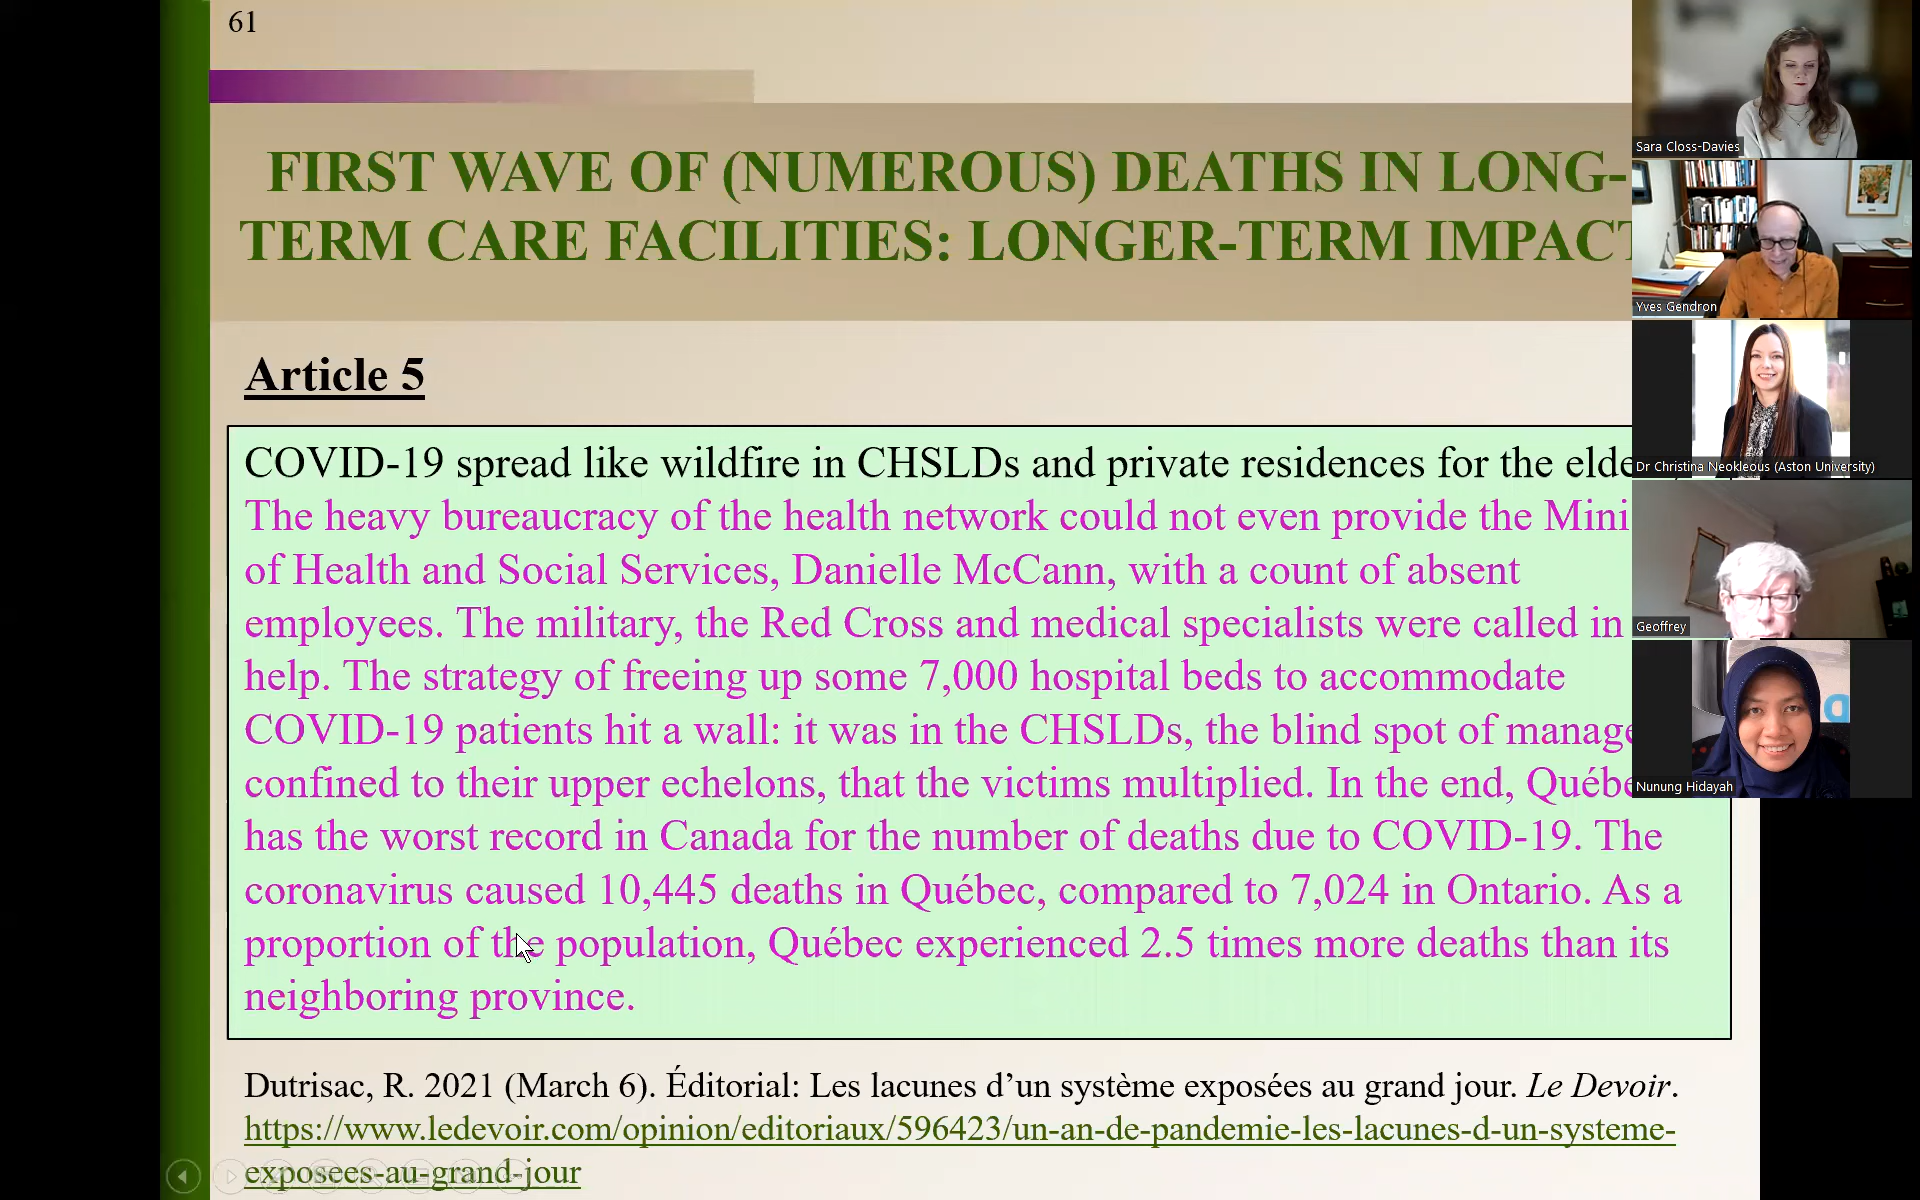 61
FIRST WAVE OF (NUMEROUS) DEATHS IN LONG-
TERM CARE FACILITIES: LONGER-TERM IMPACT
Article 5
COVID-19 spread like wildfire in CHSLDs and private residences for the elde
The heavy bureaucracy of the health network could not even provide the Mini
of Health and Social Services, Danielle McCann, with a count of absent
employees. The military, the Red Cross and medical specialists were called in
help. The strategy of freeing up some 7,000 hospital beds to accommodate
COVID-19 patients hit a wall: it was in the CHSLDs, the blind spot of manage
confined to their upper echelons, that the victims multiplied. In the end, Québe
has the worst record in Canada for the number of deaths due to COVID-19. The
coronavirus caused 10,445 deaths in Québec, compared to 7,024 in Ontario. As a
proportion of the population, Québec experienced 2.5 times more deaths than its
neighboring province.
Dutrisac, R. 2021 (March 6). Éditorial: Les lacunes d’un système exposées au grand jour. Le Devoir.
https://www.ledevoir.com/opinion/editoriaux/596423/un-an-de-pandemie-les-lacunes-d-un-systeme-
exposees-au-grand-jour
Sara Closs-Davies
Yves Gendron
Dr Christina Neokleous (Aston University)
Geoffrey
Nunung Hidayah